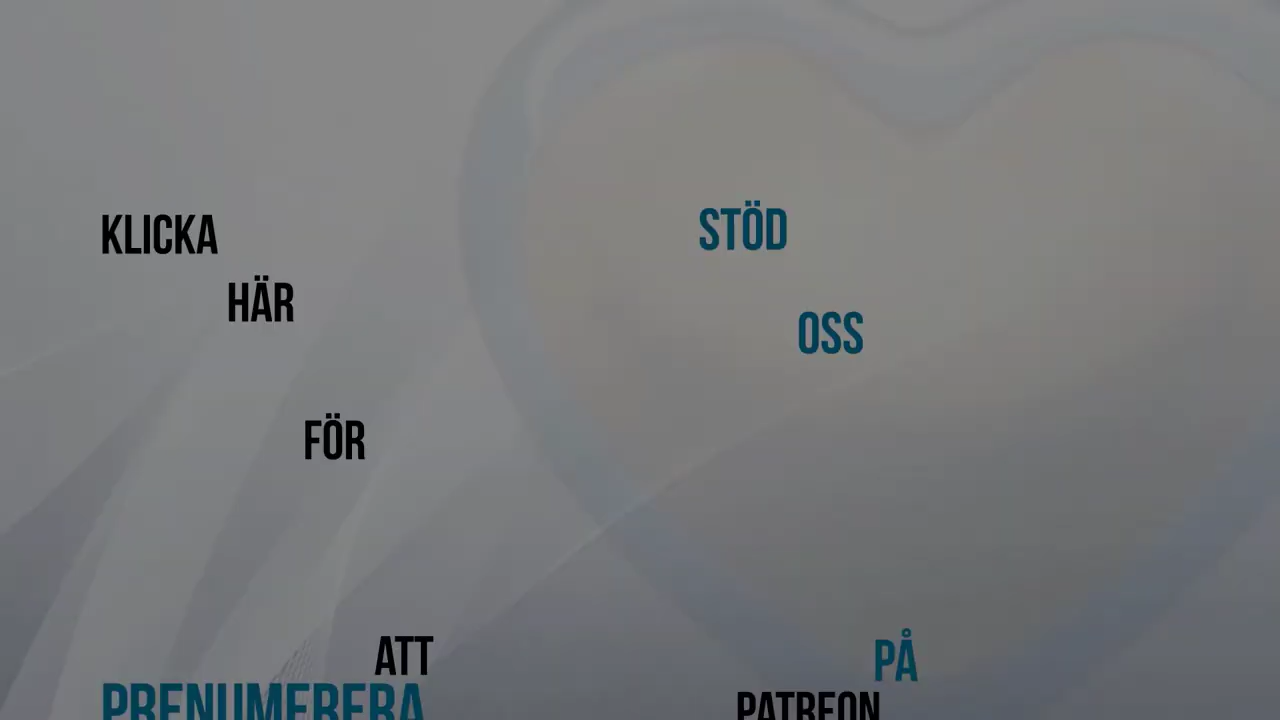 KLICKA
HÄR
FÖR
ATT
PRENUMERERA
STÖD
OSS
PÅ
PATREON